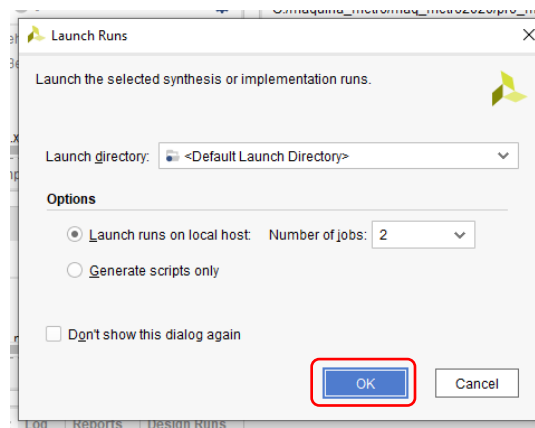 Launch Runs
Launch the selected synthesis or implementation runs.
Launch directory: <Default Launch Directory>
Options
Launch runs on local host: Number of jobs: 2
Generate scripts only
Don't show this dialog again
OK Cancel
Log Reports Design Runs